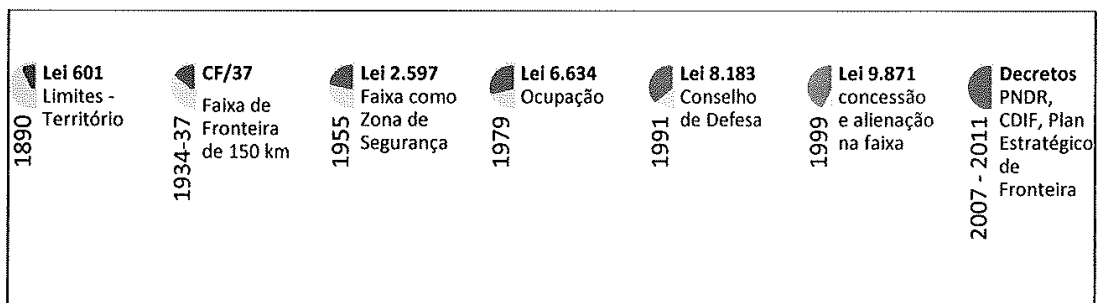 1890
Lei 601
Limites -
Território
1934-37
CF/37
Faixa de
Fronteira
de 150 km
1955
Lei 2.597
Faixa como
Zona de
Segurança
1979
Lei 6.634
Ocupação
1991
Lei 8.183
Conselho
de Defesa
1999
Lei 9.871
concessão
e alienação
na faixa
2007 - 2011
Decretos
PNDR,
CDIF, Plan
Estratégico
de
Fronteira